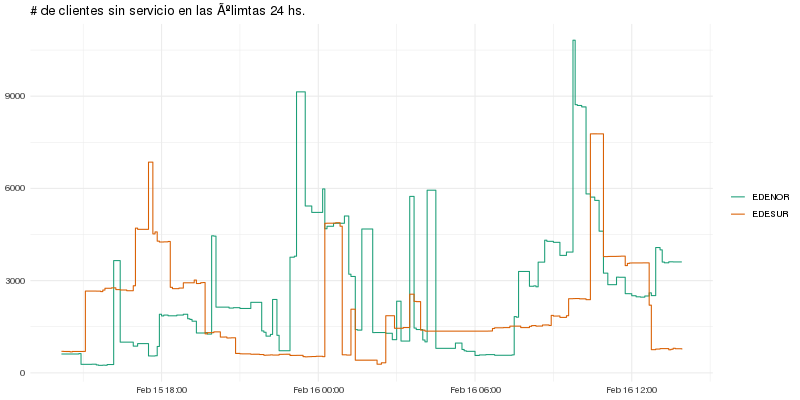 # de clientes sin servicio en las Ãºlimtas 24 hs.
9000
6000
3000
0
Feb 15 18:00
Feb 16 00:00
Feb 16 06:00
Feb 16 12:00
EDENOR
EDESUR